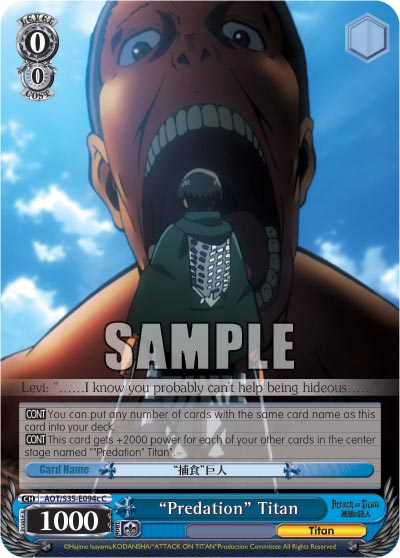 LEVEL
0
0
COST
SAMPLE
Levi: "……I know you probably can't help being hideous……
CONT You can put any number of cards with the same card name as this
card into your deck.
CONT This card gets +2000 power for each of your other cards in the center
stage named ""Predation" Titan".
Card Name
“捕食”巨人
CH AOT/S35-E094c C
“Predation” Titan
Attack on Titan
進撃の巨人
POWER
1000
SOUL
Titan
©Hajime Isayama,KODANSHA/"ATTACK ON TITAN"Production Committee.All Rights Reserved.